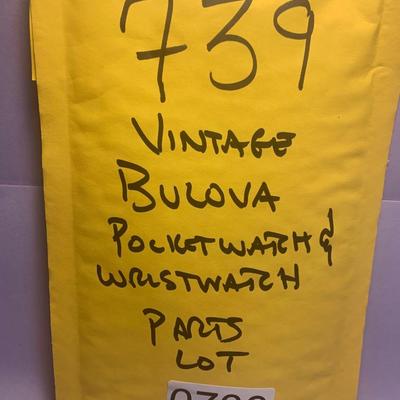 739
VINTAGE
BULOVA
POCKETWATCH &
WRISTWATCH
PARTS
LOT